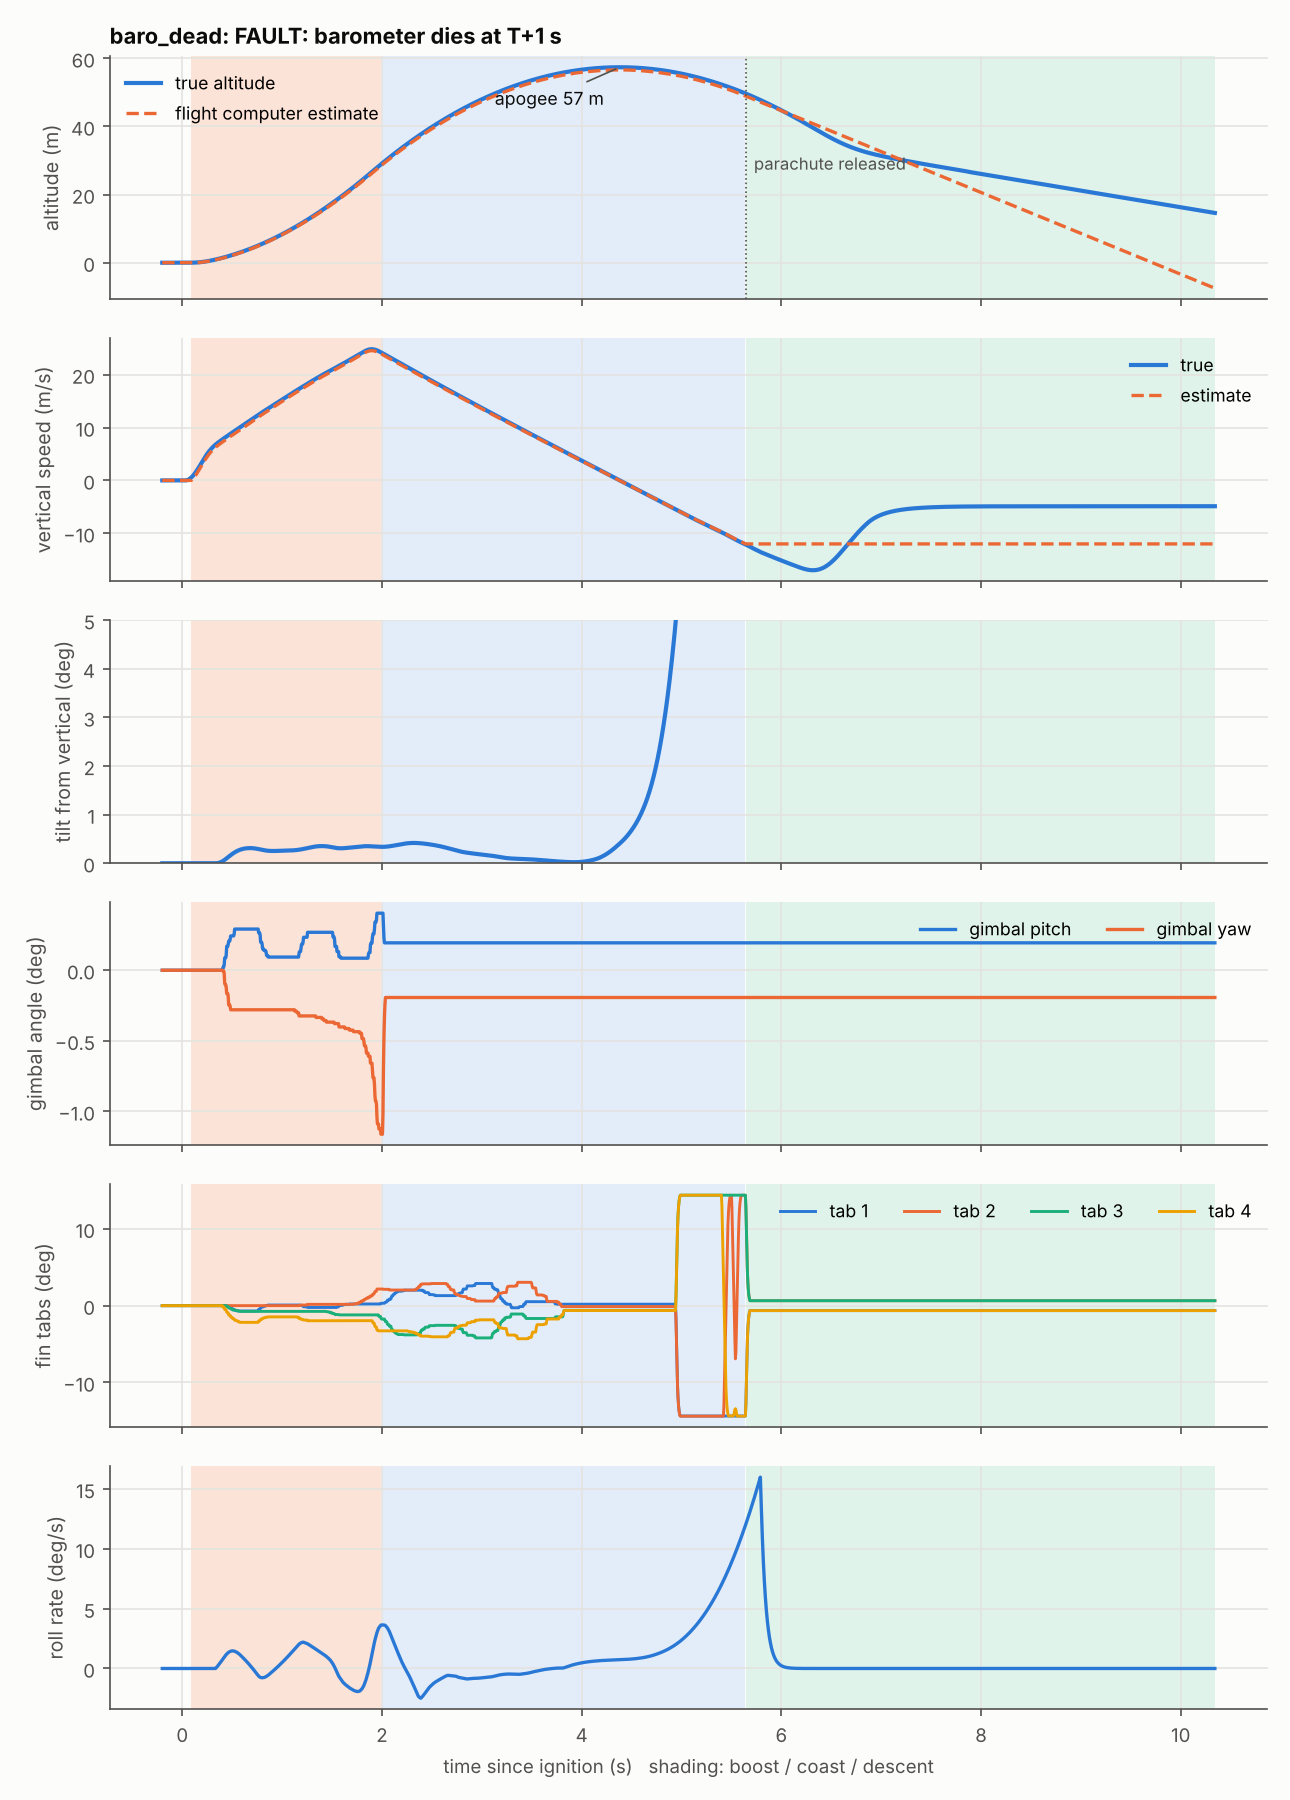 baro_dead: FAULT: barometer dies at T+1 s
60
40
20
0
altitude (m)
true altitude
flight computer estimate
apogee 57 m
parachute released
20
10
0
−10
vertical speed (m/s)
true
estimate
5
4
3
2
1
0
tilt from vertical (deg)
0.0
−0.5
−1.0
gimbal angle (deg)
gimbal pitch gimbal yaw
10
0
−10
fin tabs (deg)
tab 1 tab 2 tab 3 tab 4
15
10
5
0
roll rate (deg/s)
0 2 4 6 8 10
time since ignition (s) shading: boost / coast / descent